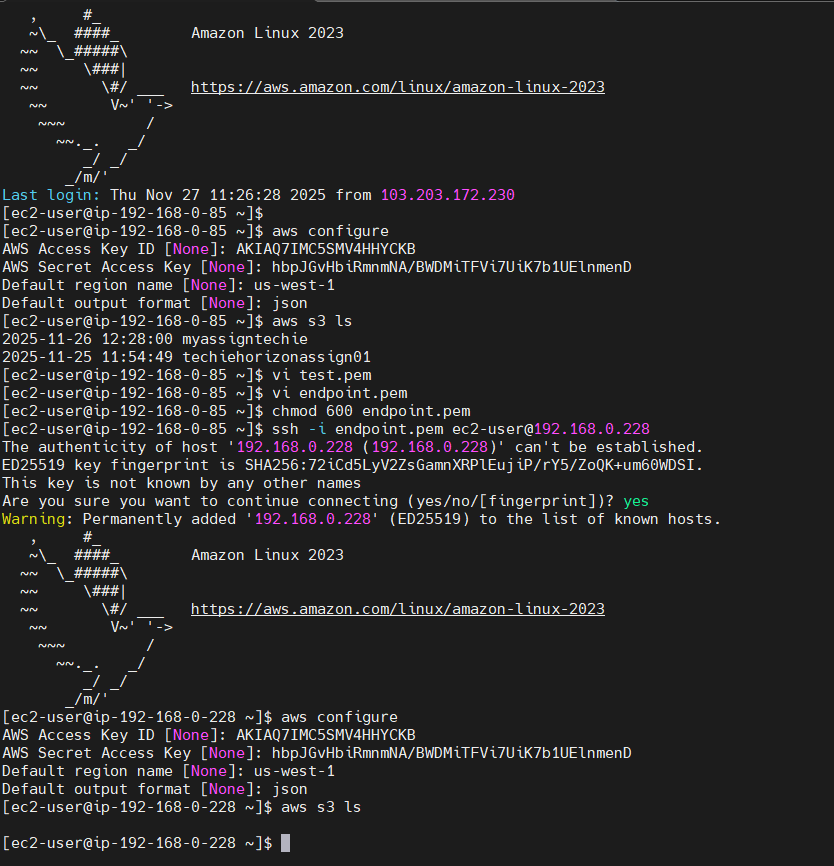 ,     #_
   ~\_  ####_        Amazon Linux 2023
  ~~  \_#####\
  ~~     \###|
  ~~       \#/ ___   https://aws.amazon.com/linux/amazon-linux-2023
   ~~       V~' '->
    ~~~         /
      ~~._.   _/
         _/ _/
       _/m/'
Last login: Thu Nov 27 11:26:28 2025 from 103.203.172.230
[ec2-user@ip-192-168-0-85 ~]$
[ec2-user@ip-192-168-0-85 ~]$ aws configure
AWS Access Key ID [None]: AKIAQ7IMC5SMV4HHYCKB
AWS Secret Access Key [None]: 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
Default region name [None]: us-west-1
Default output format [None]: json
[ec2-user@ip-192-168-0-85 ~]$ aws s3 ls
2025-11-26 12:28:00 myassigntechie
2025-11-25 11:54:49 techiehorizonassign01
[ec2-user@ip-192-168-0-85 ~]$ vi test.pem
[ec2-user@ip-192-168-0-85 ~]$ vi endpoint.pem
[ec2-user@ip-192-168-0-85 ~]$ chmod 600 endpoint.pem
[ec2-user@ip-192-168-0-85 ~]$ ssh -i endpoint.pem ec2-user@192.168.0.228
The authenticity of host '192.168.0.228 (192.168.0.228)' can't be established.
ED25519 key fingerprint is SHA256:72iCd5LyV2ZsGamnXRPlEujiP/rY5/ZoQK+um60WDSI.
This key is not known by any other names
Are you sure you want to continue connecting (yes/no/[fingerprint])? yes
Warning: Permanently added '192.168.0.228' (ED25519) to the list of known hosts.
   ,     #_
   ~\_  ####_        Amazon Linux 2023
  ~~  \_#####\
  ~~     \###|
  ~~       \#/ ___   https://aws.amazon.com/linux/amazon-linux-2023
   ~~       V~' '->
    ~~~         /
      ~~._.   _/
         _/ _/
       _/m/'
[ec2-user@ip-192-168-0-228 ~]$ aws configure
AWS Access Key ID [None]: AKIAQ7IMC5SMV4HHYCKB
AWS Secret Access Key [None]: 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
Default region name [None]: us-west-1
Default output format [None]: json
[ec2-user@ip-192-168-0-228 ~]$ aws s3 ls

[ec2-user@ip-192-168-0-228 ~]$